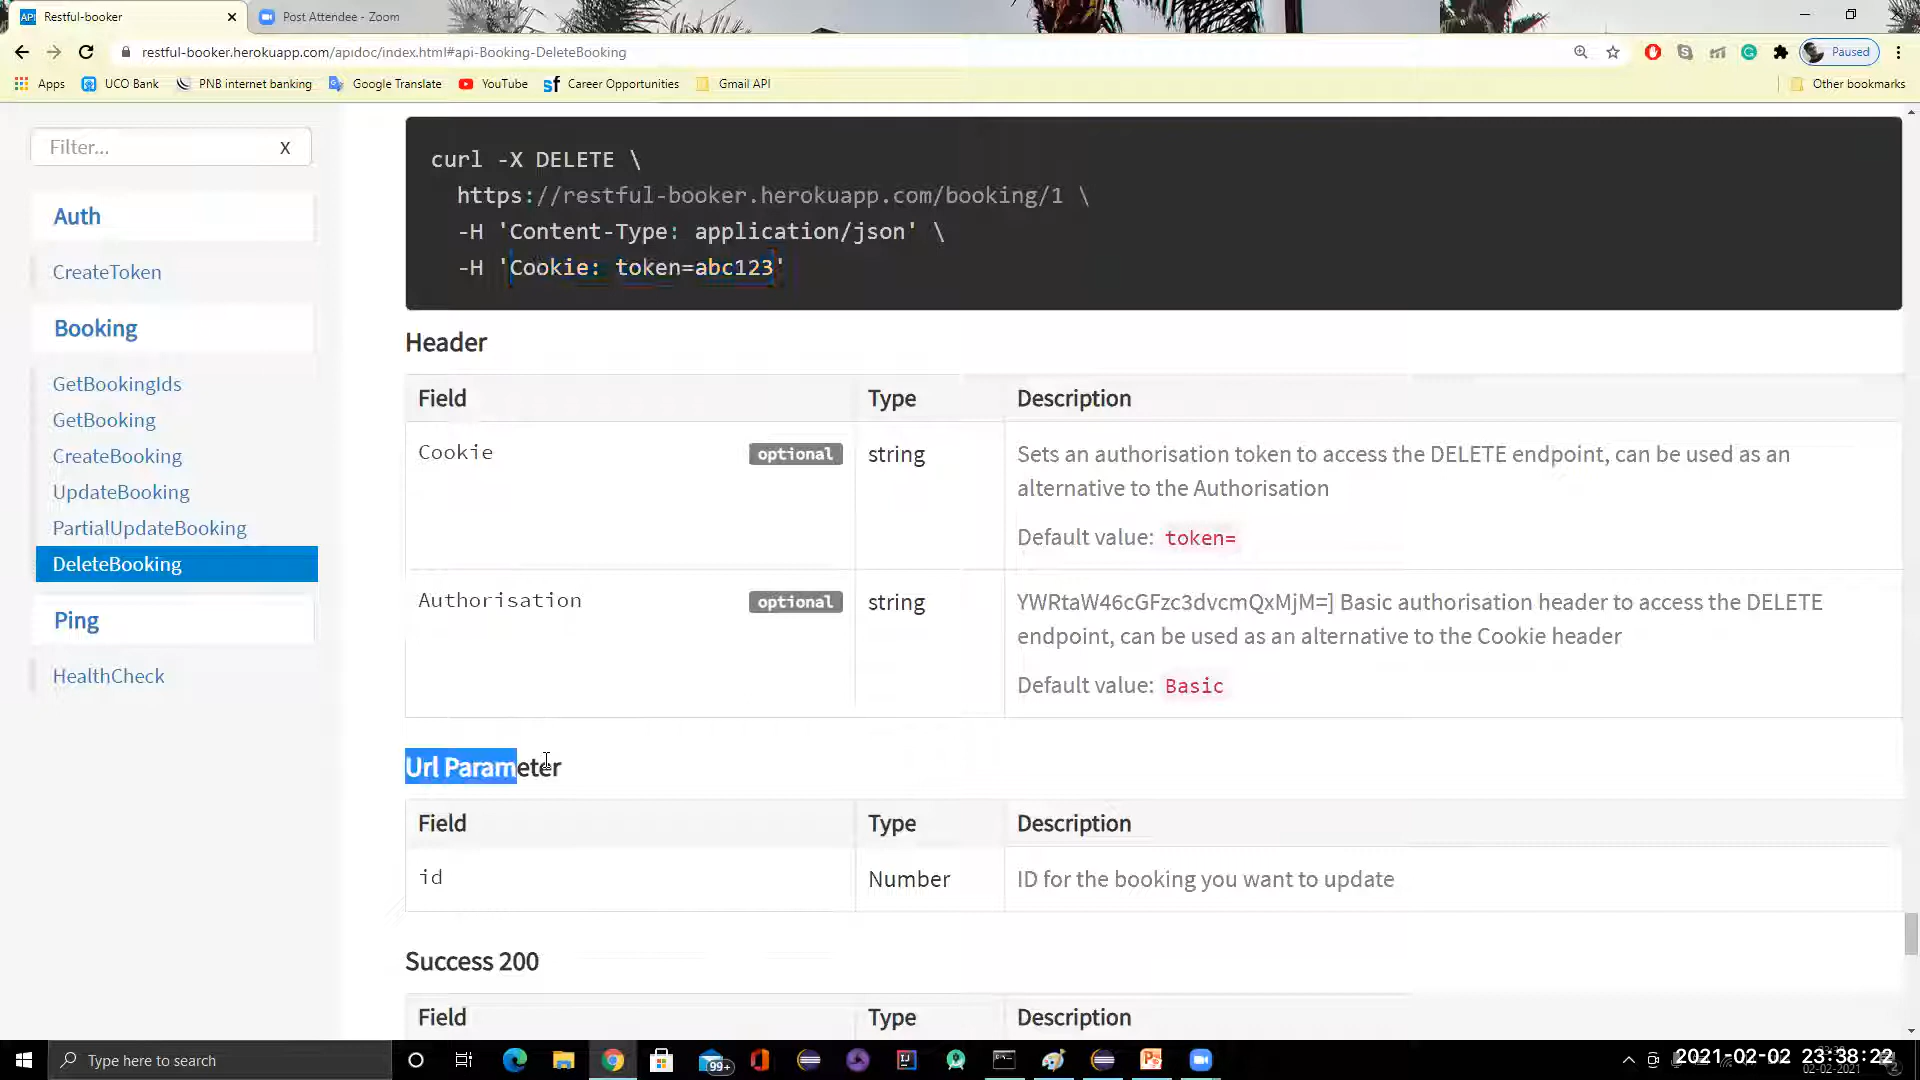 Restful-booker
Post Attendee - Zoom
restful-booker.herokuapp.com/apidoc/index.html#api-Booking-DeleteBooking
Paused
Apps
UCO Bank
PNB internet banking
Google Translate
YouTube
Career Opportunities
Gmail API
Other bookmarks
Filter...
X
Auth
CreateToken
Booking
GetBookingIds
GetBooking
CreateBooking
UpdateBooking
PartialUpdateBooking
DeleteBooking
Ping
HealthCheck
curl -X DELETE \
https://restful-booker.herokuapp.com/booking/1 \
-H 'Content-Type: application/json' \
-H 'Cookie: token=abc123'
Header
Field Type Description
Cookie optional string Sets an authorisation token to access the DELETE endpoint, can be used as an
alternative to the Authorisation
Default value: token=
Authorisation optional string YWRtaW46cGFzc3dvcmQxMjM=] Basic authorisation header to access the DELETE
endpoint, can be used as an alternative to the Cookie header
Default value: Basic
Url Parameter
Field Type Description
id Number ID for the booking you want to update
Success 200
Field Type Description
Type here to search
99+
2021-02-02 23:38:22
02-02-2021